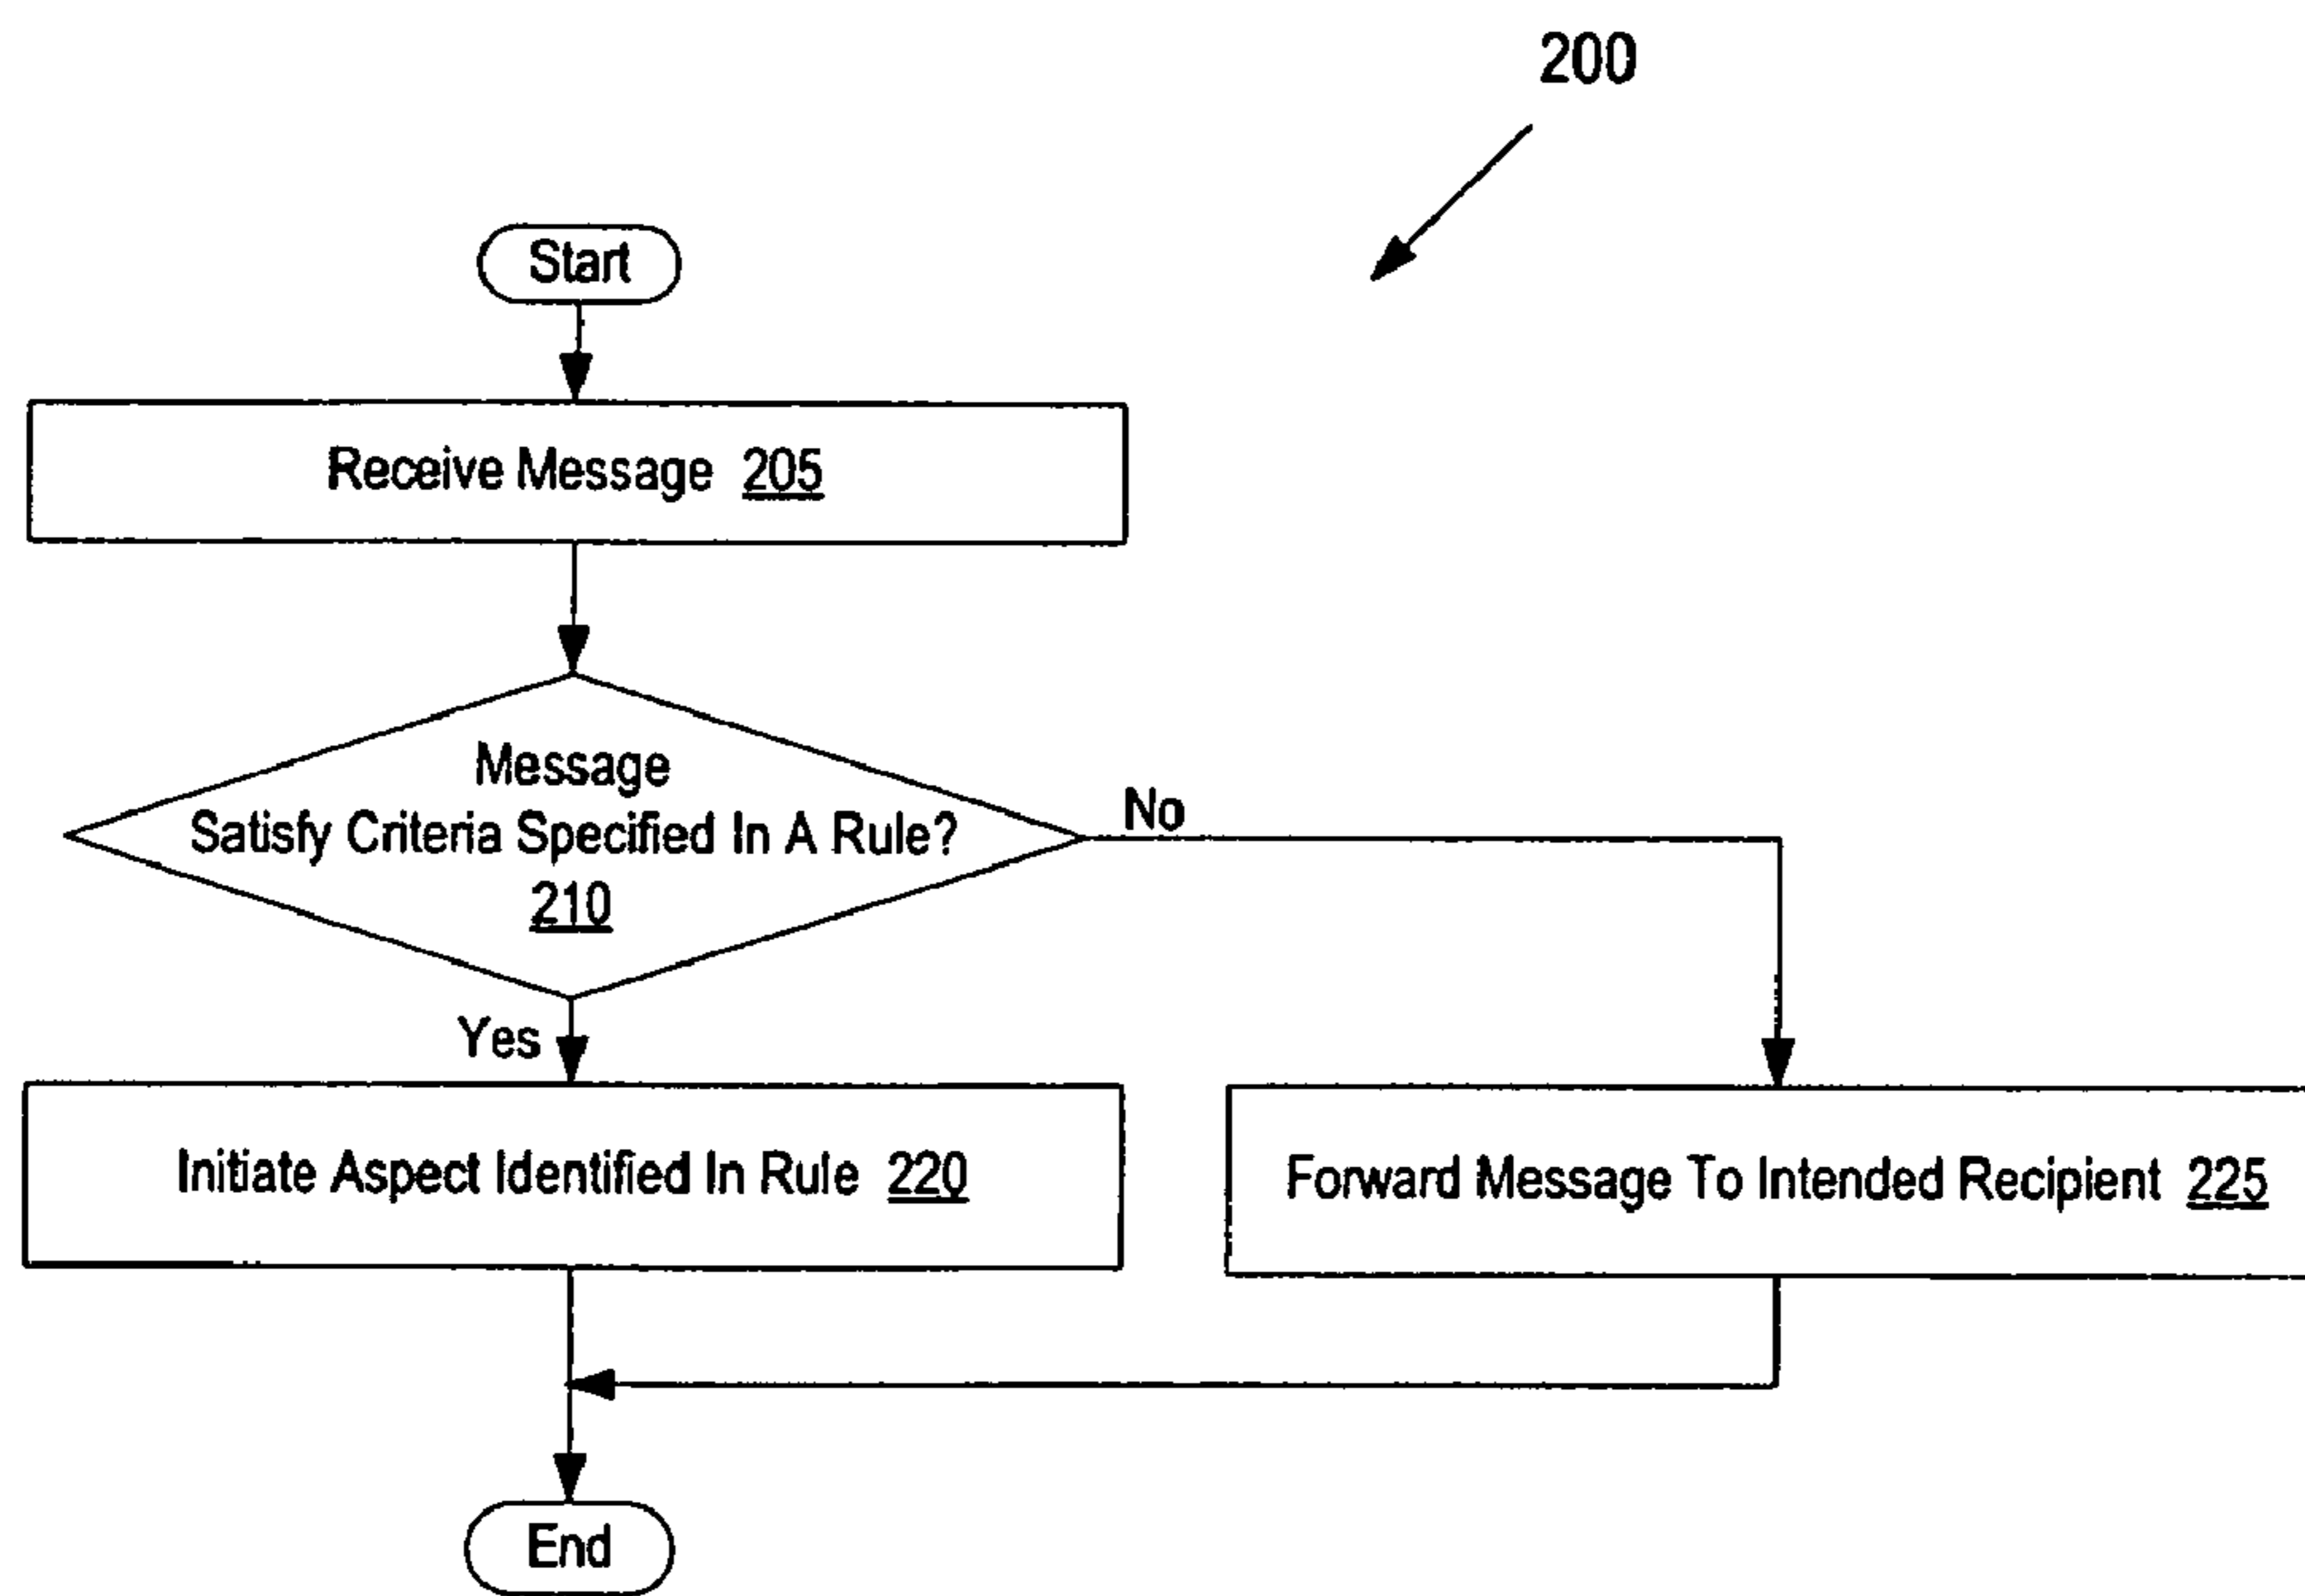 200
Start
Receive Message 205
Message
Satisfy Criteria Specified In A Rule?
210
No
Yes
Initiate Aspect Identified In Rule 220
Forward Message To Intended Recipient 225
End